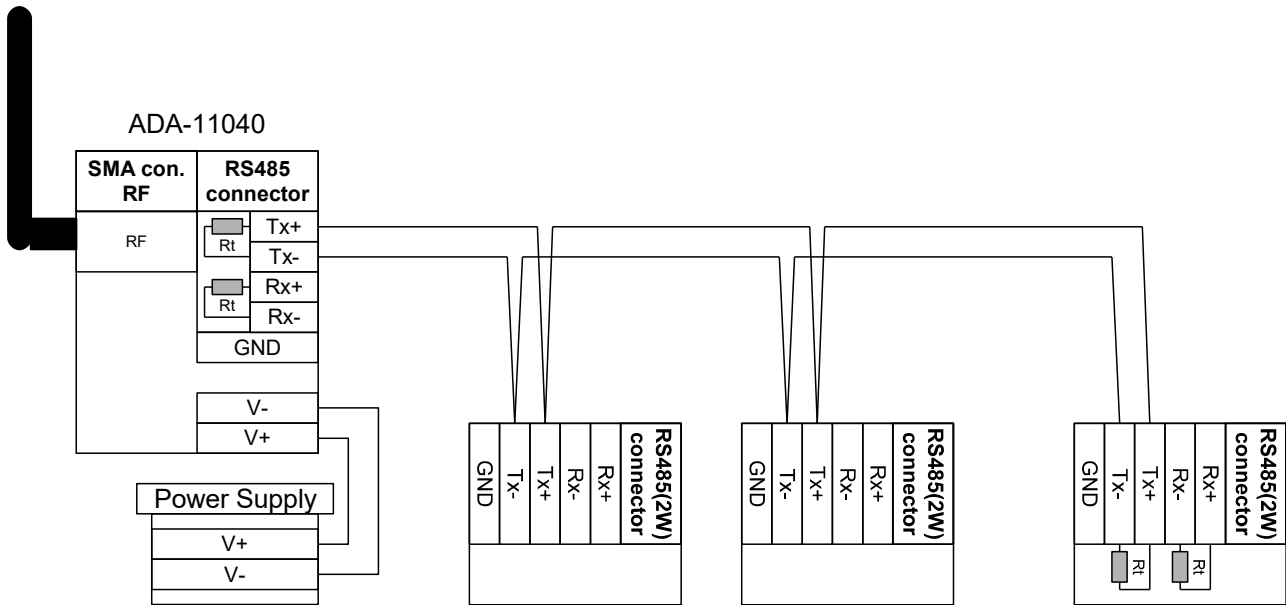 ADA-11040
SMA con.
RF
RS485
connector
RF
Rt
Tx+
Tx-
Rt
Rx+
Rx-
GND
V-
V+
Power Supply
V+
V-
GND
Tx-
Tx+
Rx-
Rx+
RS485(2W)
connector
GND
Tx-
Tx+
Rx-
Rx+
RS485(2W)
connector
GND
Tx-
Tx+
Rx-
Rx+
RS485(2W)
connector
Rt
Rt